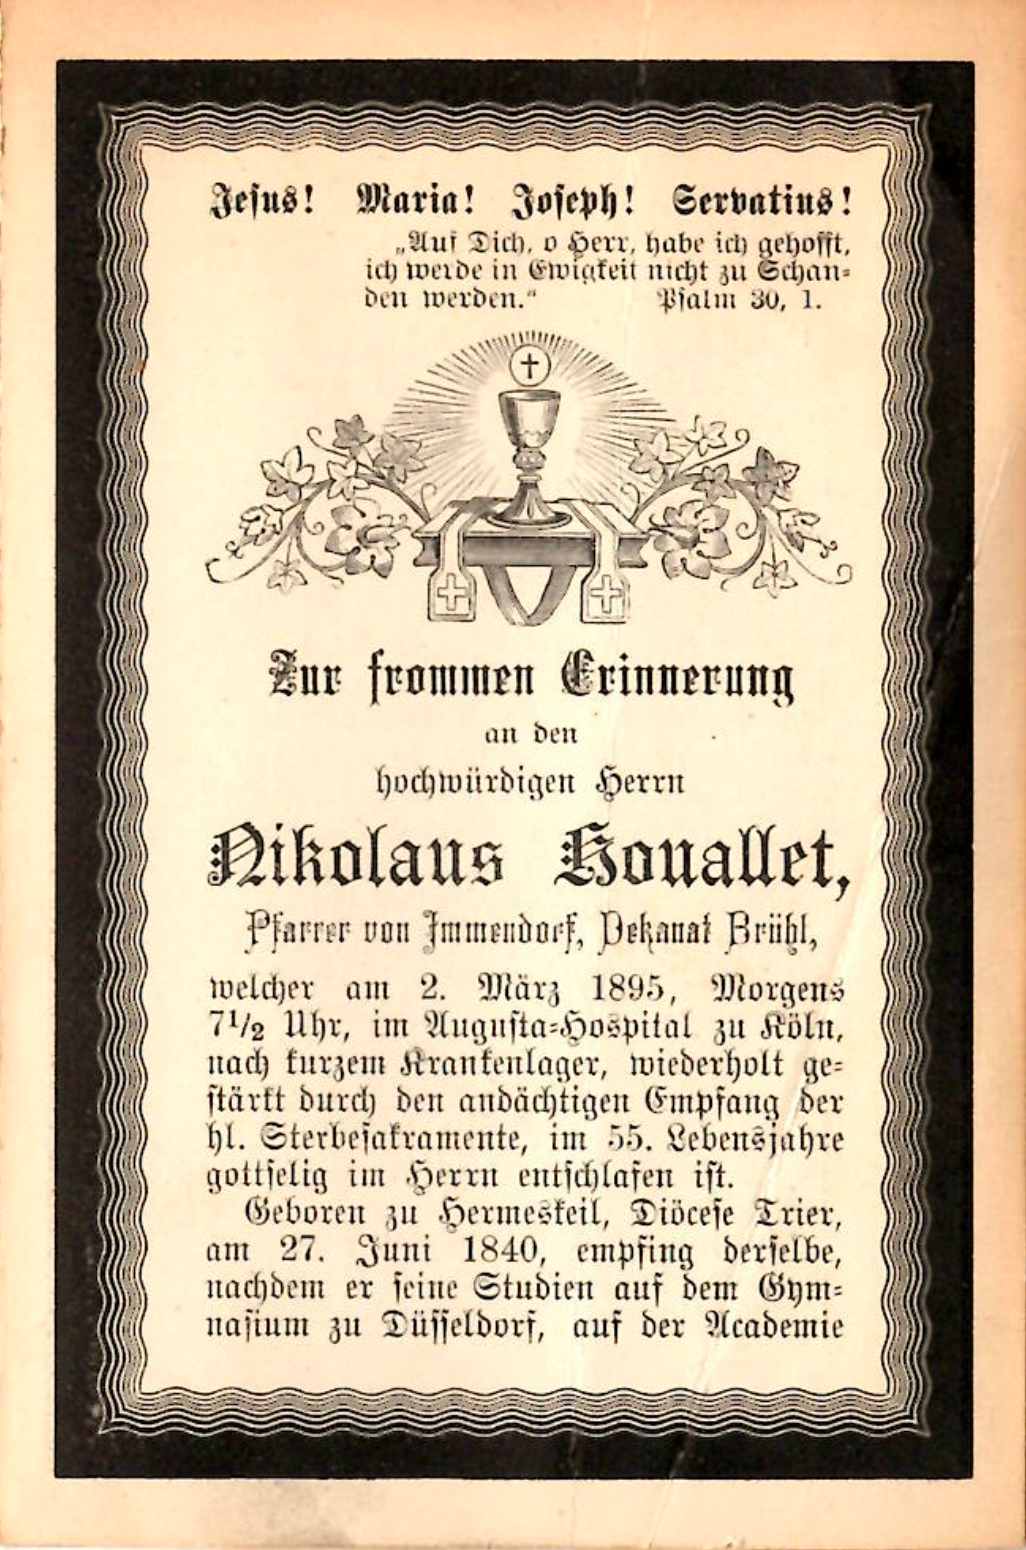 Jesus! Maria! Joseph! Servatius!
„Auf Dich, o Herr, habe ich gehofft,
ich werde in Ewigkeit nicht zu Schan=
den werden.“ Psalm 30, 1.
Zur frommen Erinnerung
an den
hochwürdigen Herrn
Nikolaus Houallet,
Pfarrer von Immendorf, Dekanat Brühl,
welcher am 2. März 1895, Morgens
7 1/2 Uhr, im Augusta=Hospital zu Köln,
nach kurzem Krankenlager, wiederholt ge=
stärkt durch den andächtigen Empfang der
hl. Sterbesakramente, im 55. Lebensjahre
gottselig im Herrn entschlafen ist.
Geboren zu Hermeskeil, Diöcese Trier,
am 27. Juni 1840, empfing derselbe,
nachdem er seine Studien auf dem Gym=
nasium zu Düsseldorf, auf der Academie